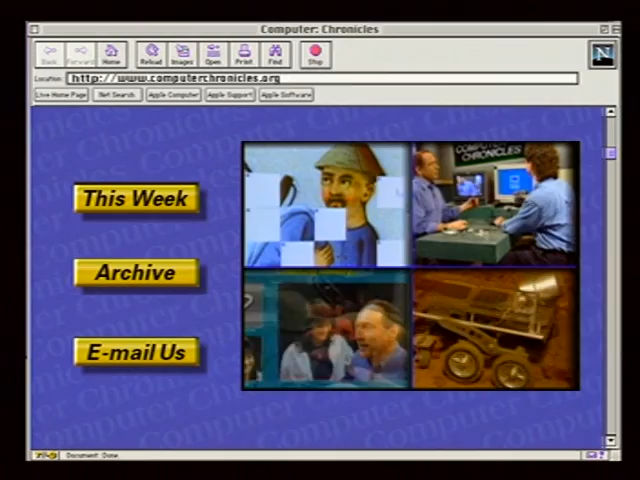 Computer: Chronicles
Back Forward Home Reload Images Open Print Find Stop
N
Location: http://www.computerchronicles.org
Live Home Page Net Search Apple Computer Apple Support Apple Software
COMPUTER
CHRONICLES
This Week
Archive
E-mail Us
Document: Done.